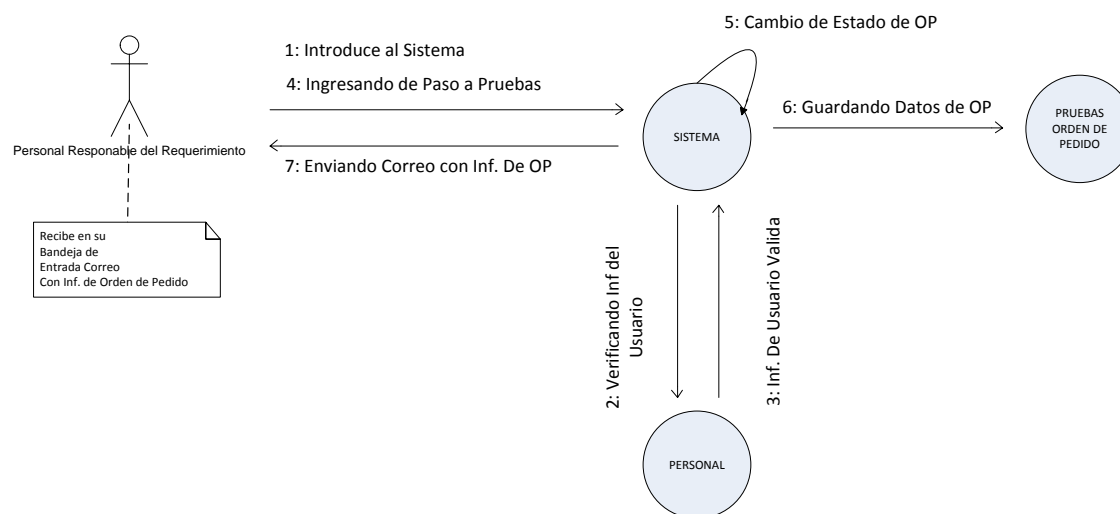 5: Cambio de Estado de OP
1: Introduce al Sistema
4: Ingresando de Paso a Pruebas
6: Guardando Datos de OP
SISTEMA
PRUEBAS
ORDEN DE
PEDIDO
Personal Responsable del Requerimiento
7: Enviando Correo con Inf. De OP
Recibe en su
Bandeja de
Entrada Correo
Con Inf. de Orden de Pedido
2: Verificando Inf del
Usuario
3: Inf. De Usuario Valida
PERSONAL